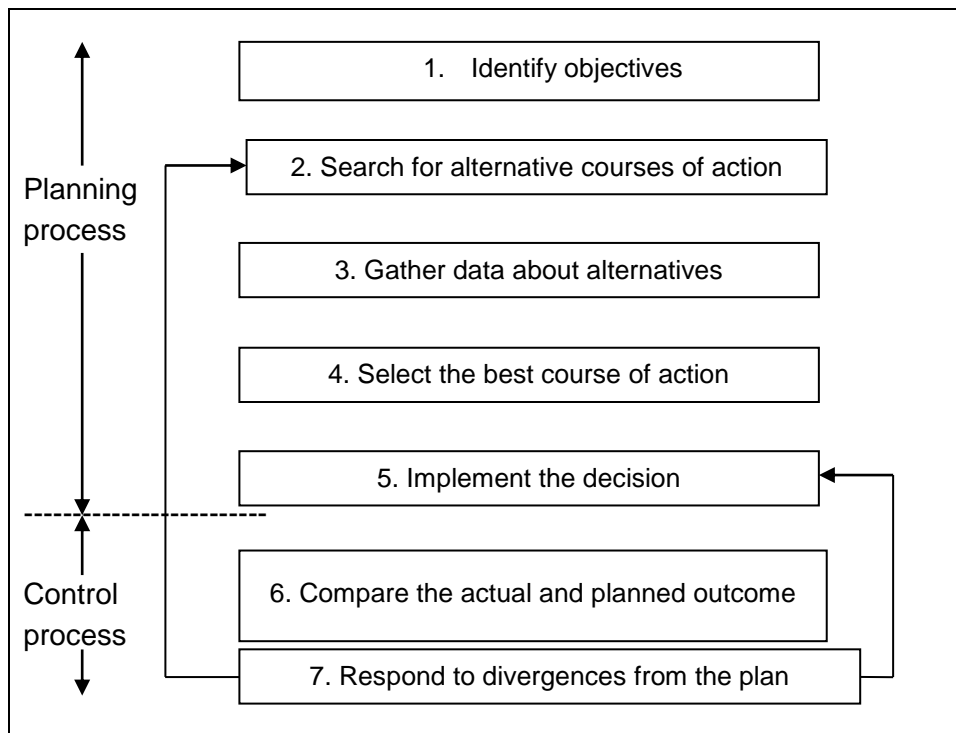 1. Identify objectives
2. Search for alternative courses of action
Planning
process
3. Gather data about alternatives
4. Select the best course of action
5. Implement the decision
Control
process
6. Compare the actual and planned outcome
7. Respond to divergences from the plan